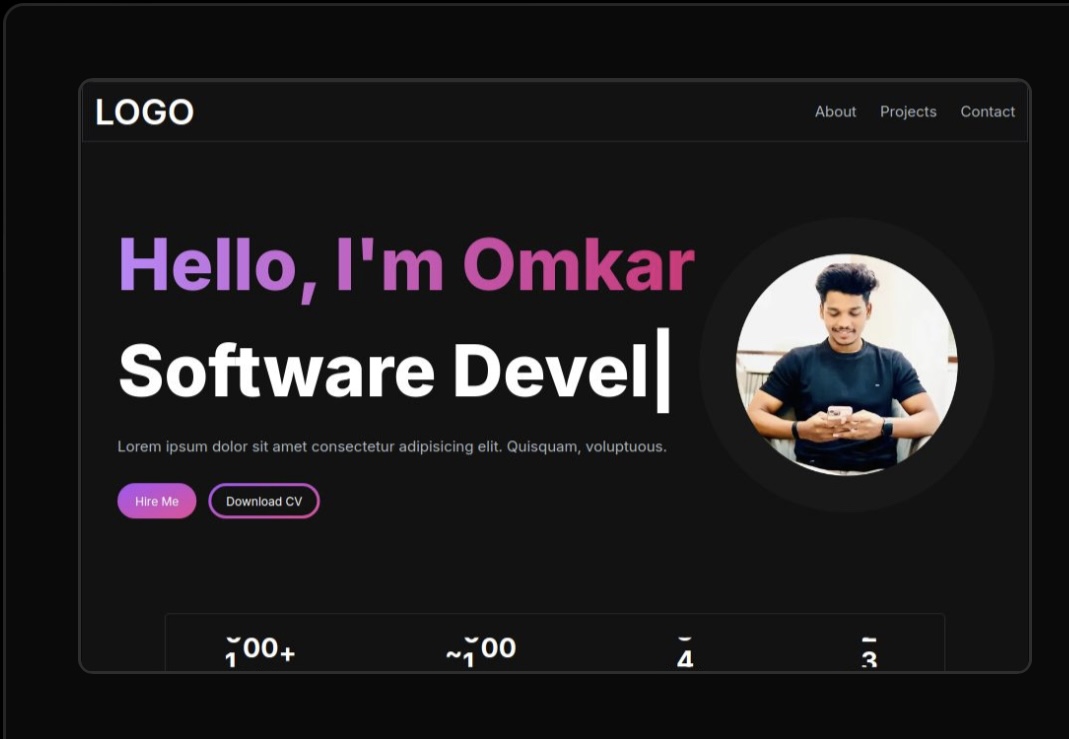 LOGO
About Projects Contact
Hello, I'm Omkar
Software Devel|
Lorem ipsum dolor sit amet consectetur adipisicing elit. Quisquam, voluptuous.
Hire Me Download CV
100+ ~100 4 3